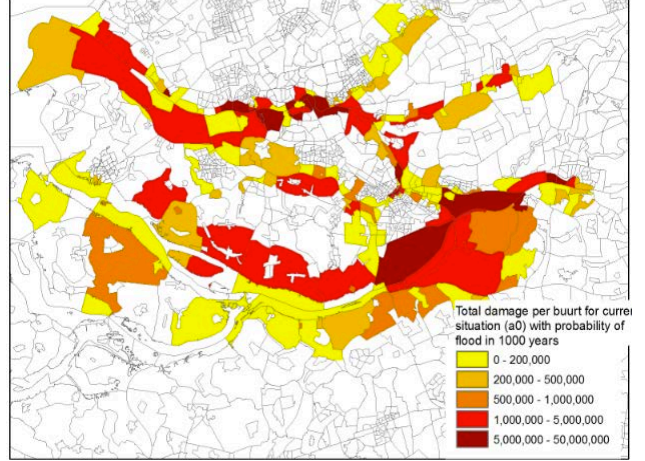 Total damage per buurt for curre
situation (a0) with probability of
flood in 1000 years
0 - 200,000
200,000 - 500,000
500,000 - 1,000,000
1,000,000 - 5,000,000
5,000,000 - 50,000,000